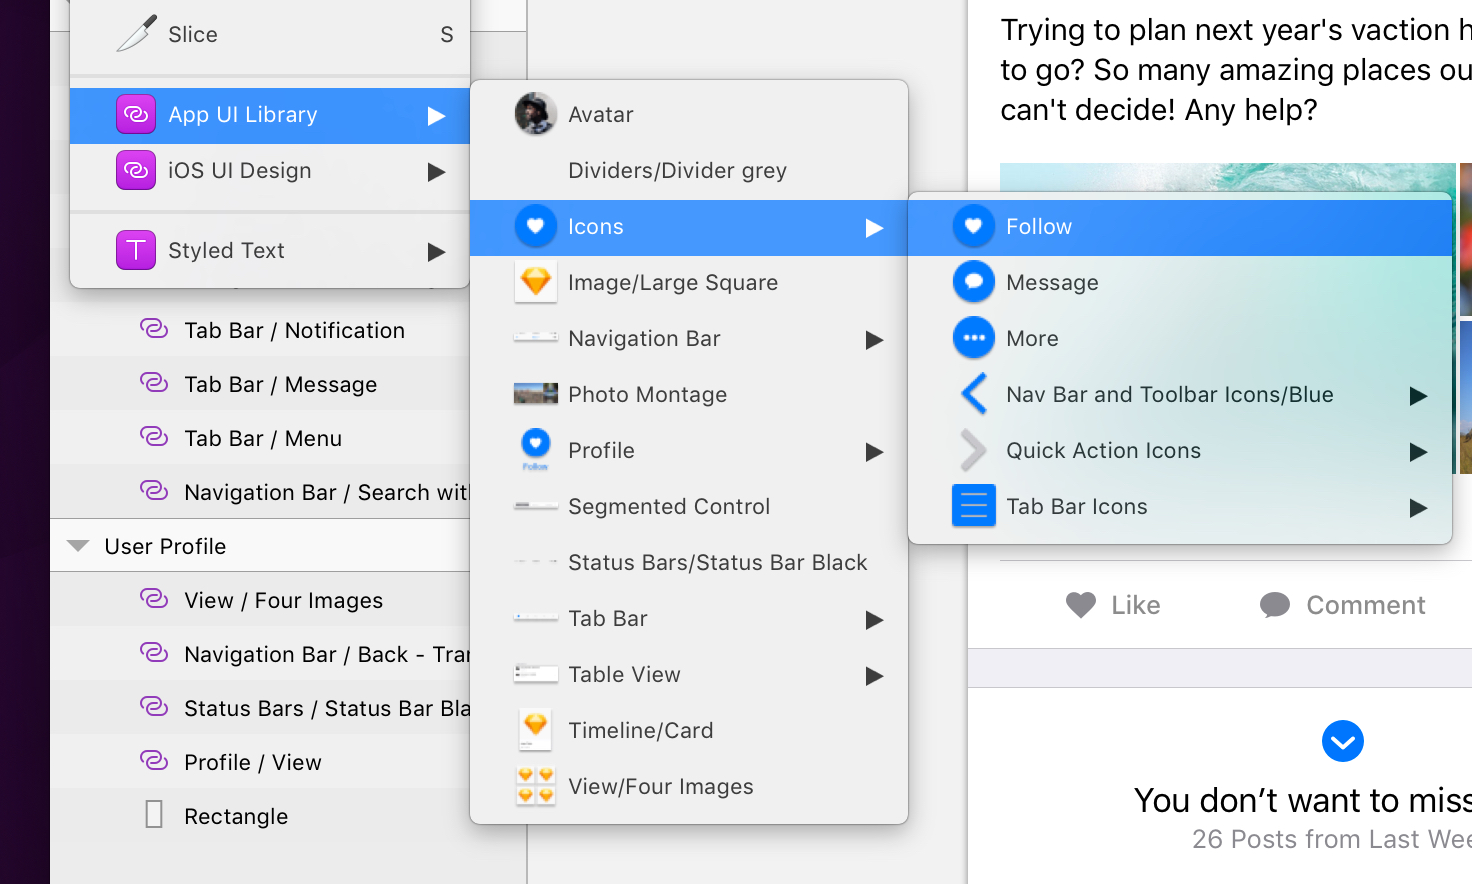 Slice S
App UI Library
iOS UI Design
Styled Text
Tab Bar / Notification
Tab Bar / Message
Tab Bar / Menu
Navigation Bar / Search
User Profile
View / Four Images
Navigation Bar / Back -
Status Bars / Status Bar
Profile / View
Rectangle
Avatar
Dividers/Divider grey
Icons
Image/Large Square
Navigation Bar
Photo Montage
Follow
Profile
Segmented Control
Status Bars/Status Bar Black
Tab Bar
Table View
Timeline/Card
View/Four Images
Follow
Message
More
Nav Bar and Toolbar Icons/Blue
Quick Action Icons
Tab Bar Icons
Trying to plan next year's vaction
to go? So many amazing places
can't decide! Any help?
Like Comment
You don’t want to miss
26 Posts from Last